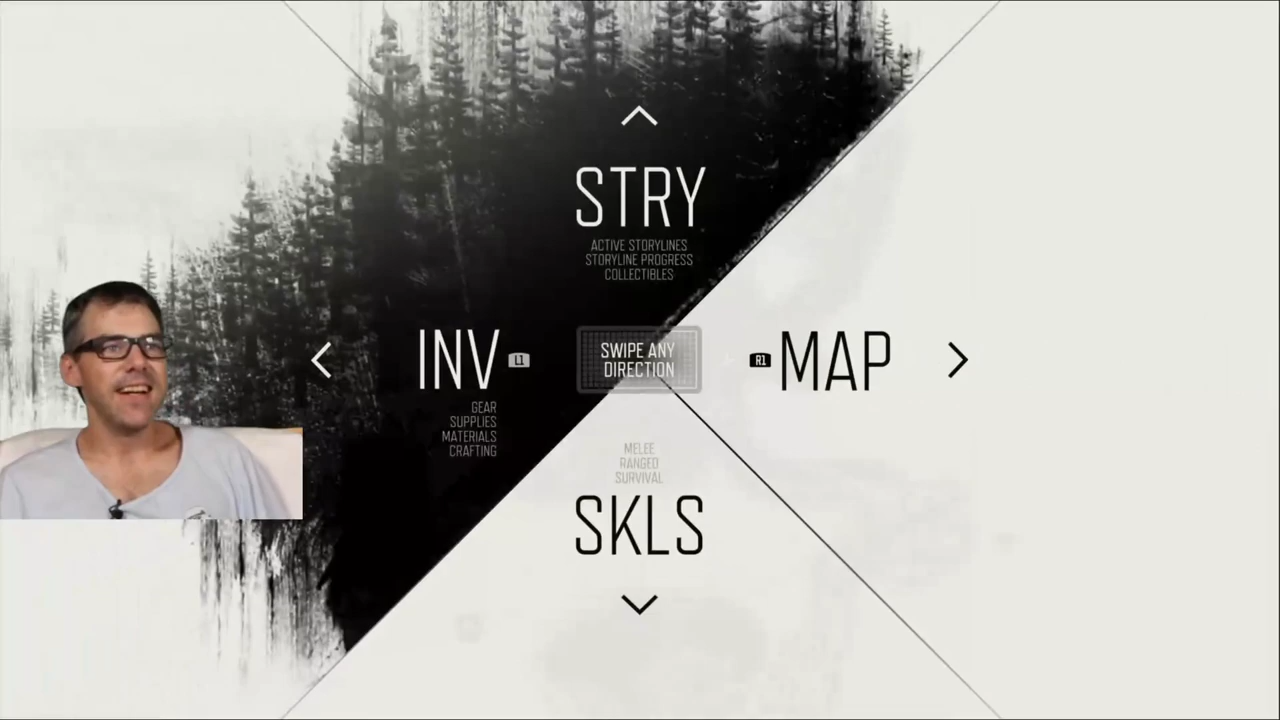 STRY
ACTIVE STORYLINES
STORYLINE PROGRESS
COLLECTIBLES
INV L1
GEAR
SUPPLIES
MATERIALS
CRAFTING
SWIPE ANY
DIRECTION
R1 MAP
MELEE
RANGED
SURVIVAL
SKLS